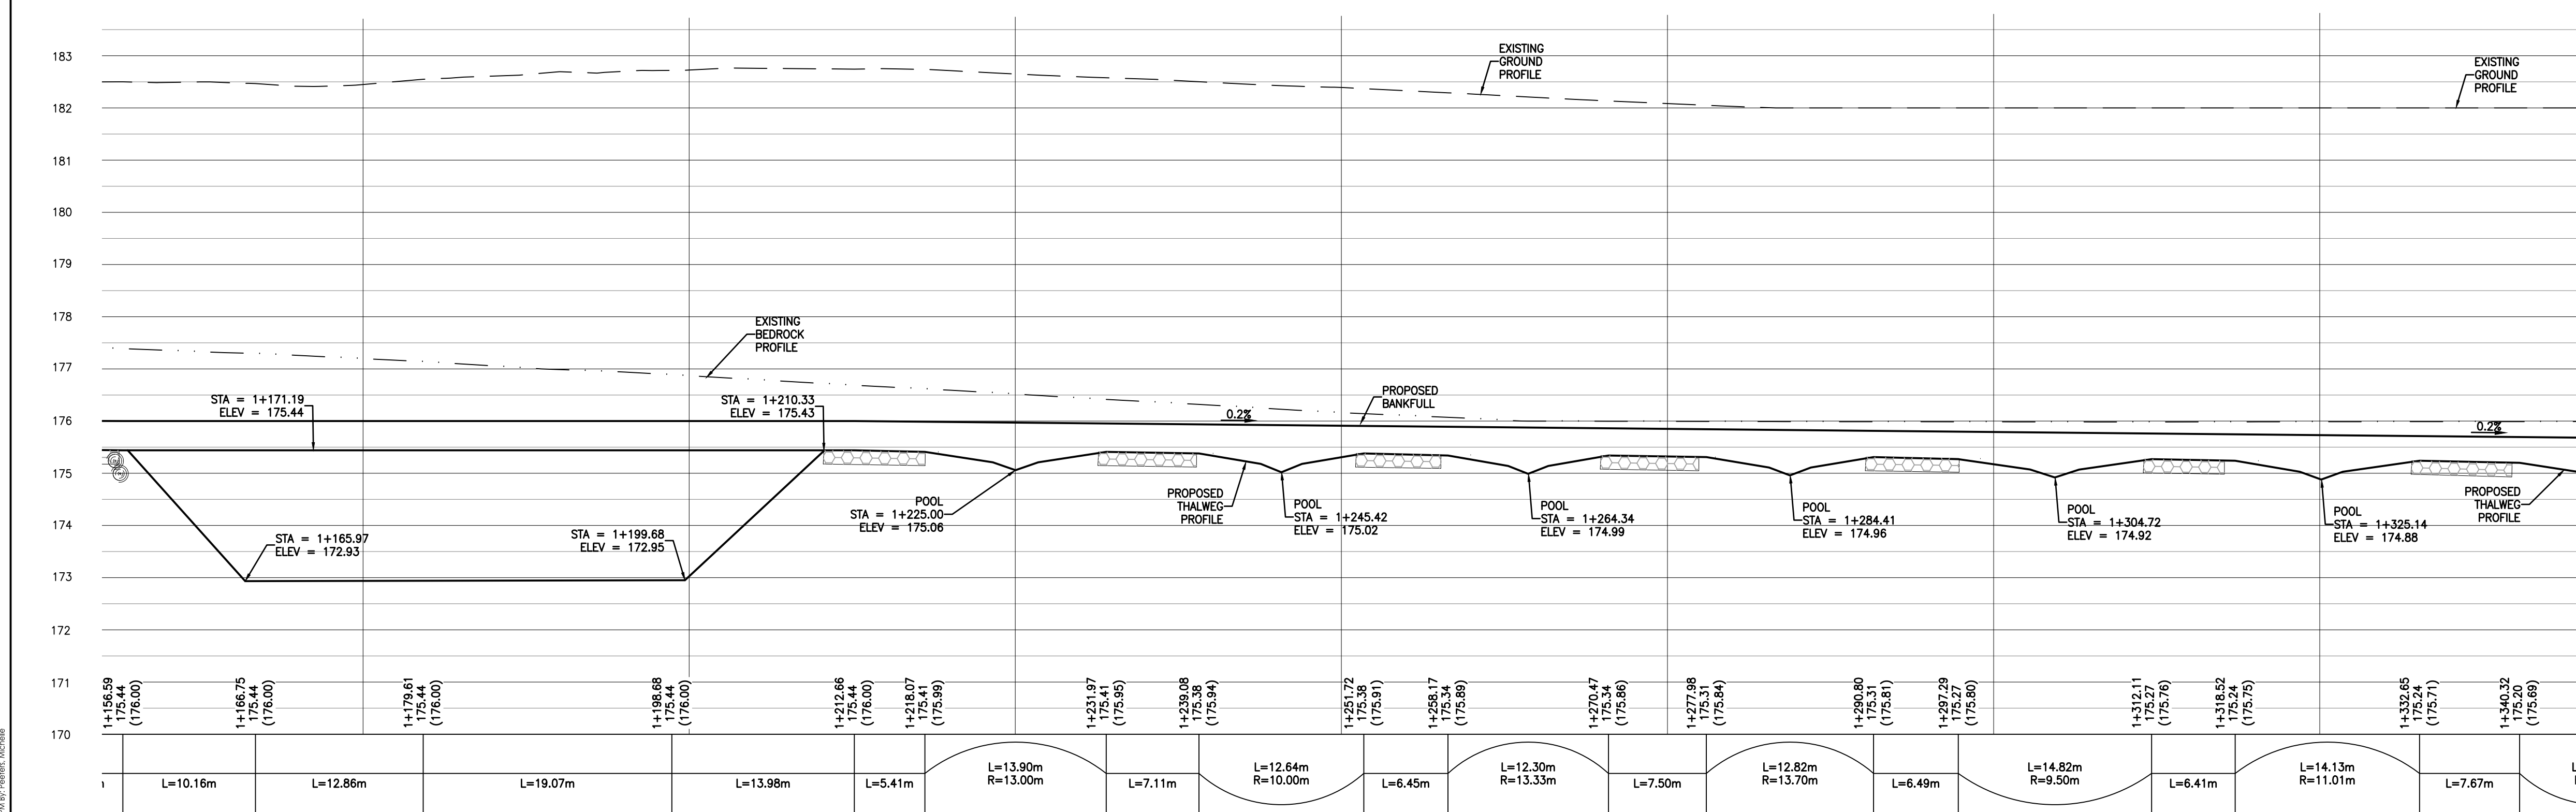 183
182
181
180
179
178
177
176
175
174
173
172
171
170
EXISTING
GROUND
PROFILE
EXISTING
GROUND
PROFILE
EXISTING
BEDROCK
PROFILE
STA = 1+171.19
ELEV = 175.44
STA = 1+210.33
ELEV = 175.43
0.2%
PROPOSED
BANKFULL
0.2%
STA = 1+165.97
ELEV = 172.93
STA = 1+199.68
ELEV = 172.95
POOL
STA = 1+225.00
ELEV = 175.06
PROPOSED
THALWEG
PROFILE
POOL
STA = 1+245.42
ELEV = 175.02
POOL
STA = 1+264.34
ELEV = 174.99
POOL
STA = 1+284.41
ELEV = 174.96
POOL
STA = 1+304.72
ELEV = 174.92
POOL
STA = 1+325.14
ELEV = 174.88
PROPOSED
THALWEG
PROFILE
1+156.59
175.44
(176.00)
1+166.75
175.44
(176.00)
1+179.61
175.44
(176.00)
1+198.68
175.44
(176.00)
1+212.66
175.44
(176.00)
1+218.07
175.41
(175.99)
1+231.97
175.41
(175.95)
1+239.08
175.38
(175.94)
1+251.72
175.38
(175.91)
1+258.17
175.34
(175.89)
1+270.47
175.34
(175.86)
1+277.98
175.31
(175.84)
1+290.80
175.31
(175.81)
1+297.29
175.27
(175.80)
1+312.11
175.27
(175.76)
1+318.52
175.24
(175.75)
1+332.65
175.24
(175.71)
1+340.32
175.20
(175.69)
L=10.16m
L=12.86m
L=19.07m
L=13.98m
L=5.41m
L=13.90m
R=13.00m
L=7.11m
L=12.64m
R=10.00m
L=6.45m
L=12.30m
R=13.33m
L=7.50m
L=12.82m
R=13.70m
L=6.49m
L=14.82m
R=9.50m
L=6.41m
L=14.13m
R=11.01m
L=7.67m
PM By: Peeters, Michelle